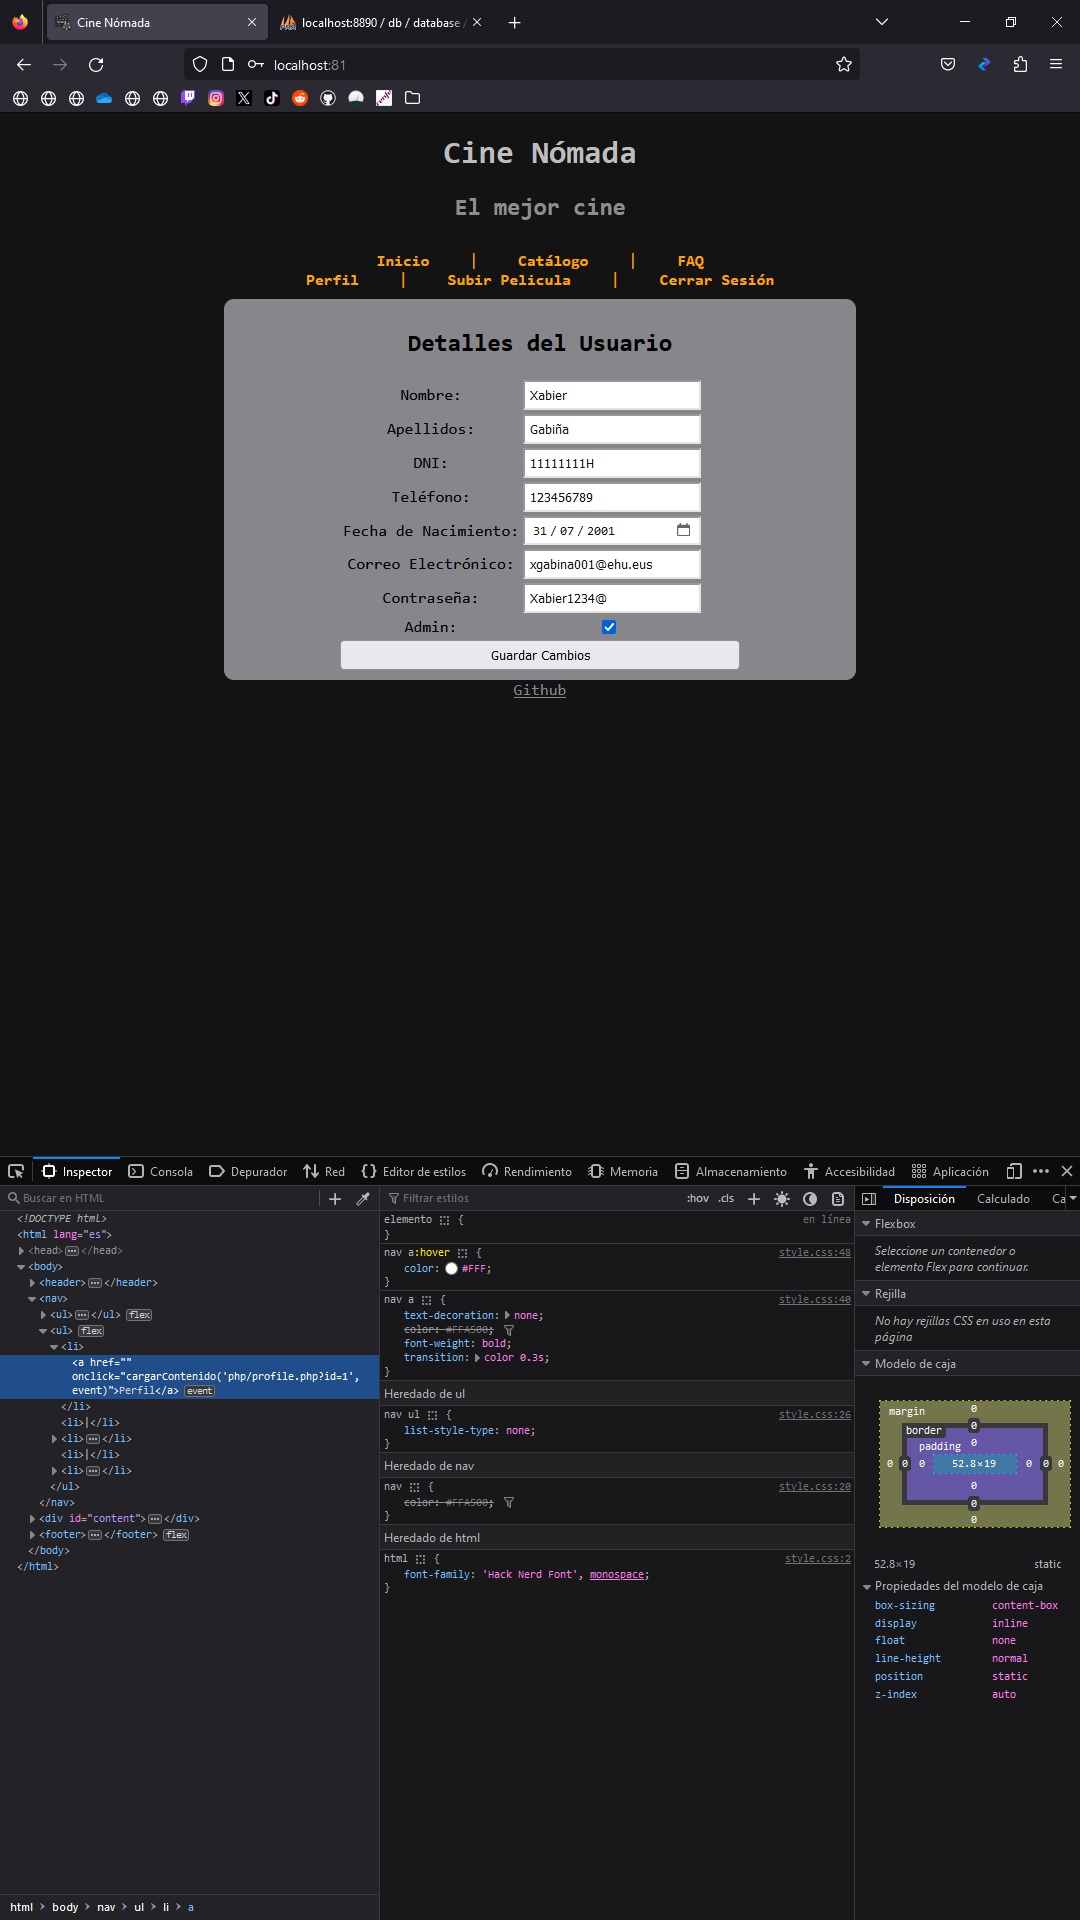 Cine Nómada
localhost:8890 / db / database /
localhost:81
Cine Nómada
El mejor cine
Inicio | Catálogo | FAQ
Perfil | Subir Pelicula | Cerrar Sesión
Detalles del Usuario
Nombre: Xabier
Apellidos: Gabiña
DNI: 11111111H
Teléfono: 123456789
Fecha de Nacimiento: 31 / 07 / 2001
Correo Electrónico: xgabina001@ehu.eus
Contraseña: Xabier1234@
Admin:
Guardar Cambios
Github
Inspector Consola Depurador Red Editor de estilos Rendimiento Memoria Almacenamiento Accesibilidad Aplicación
Buscar en HTML
<!DOCTYPE html>
<html lang="es">
<head>···</head>
<body>
<header>···</header>
<nav>
<ul>···</ul> flex
<ul> flex
<li>
<a href=""
onclick="cargarContenido('php/profile.php?id=1',
event)">Perfil</a> event
</li>
<li>|</li>
<li>···</li>
<li>|</li>
<li>···</li>
</ul>
</nav>
<div id="content">···</div>
<footer>···</footer> flex
</body>
</html>
html > body > nav > ul > li > a
Filtrar estilos :hov .cls
elemento { en línea
}
nav a:hover { style.css:48
color: #FFF;
}
nav a { style.css:40
text-decoration: none;
color: #FFA500;
font-weight: bold;
transition: color 0.3s;
}
Heredado de ul
nav ul { style.css:26
list-style-type: none;
}
Heredado de nav
nav { style.css:20
color: #FFA500;
}
Heredado de html
html { style.css:2
font-family: 'Hack Nerd Font', monospace;
}
Disposición Calculado Ca
Flexbox
Seleccione un contenedor o
elemento Flex para continuar.
Rejilla
No hay rejillas CSS en uso en esta
página
Modelo de caja
margin 0
border 0
padding 0
0 0 0 52.8×19 0 0 0
0
0
0
52.8×19 static
Propiedades del modelo de caja
box-sizing content-box
display inline
float none
line-height normal
position static
z-index auto